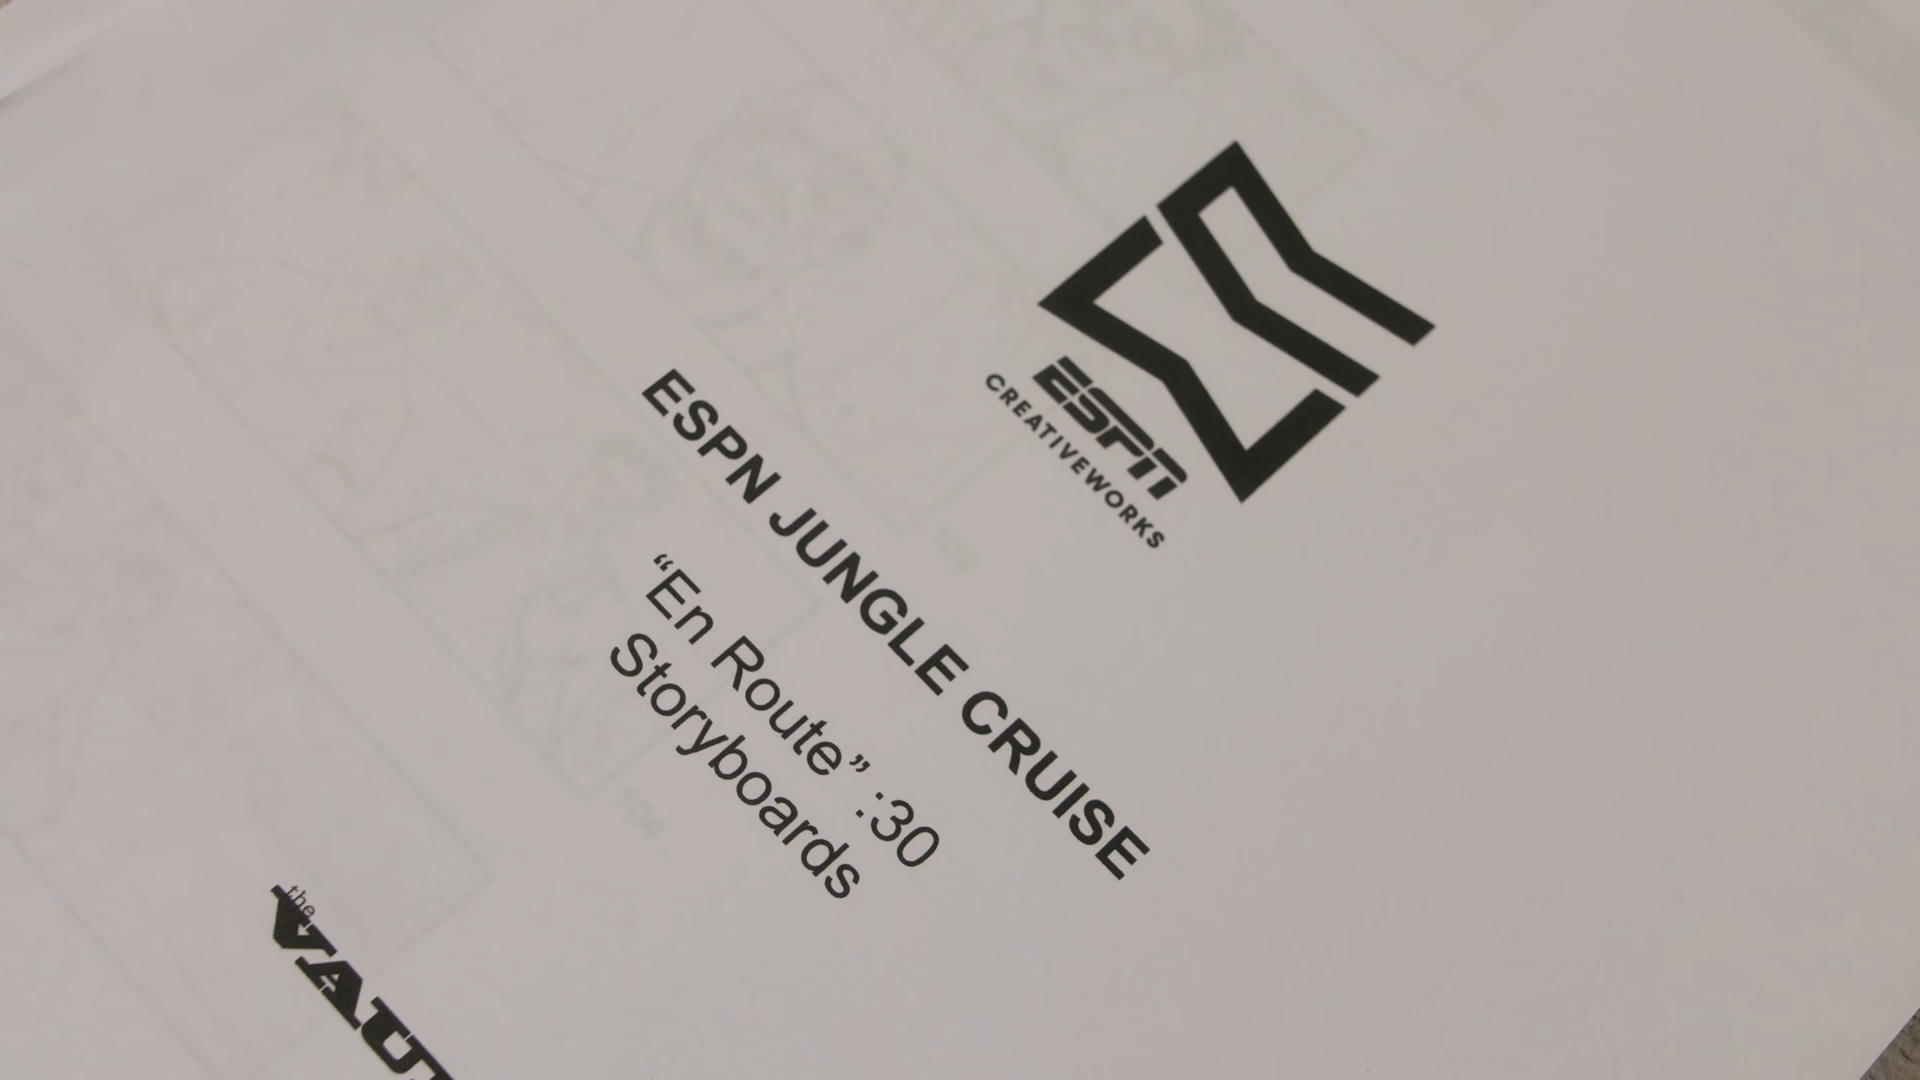 ESPN
CREATIVEWORKS
ESPN JUNGLE CRUISE
“En Route” :30
Storyboards
the